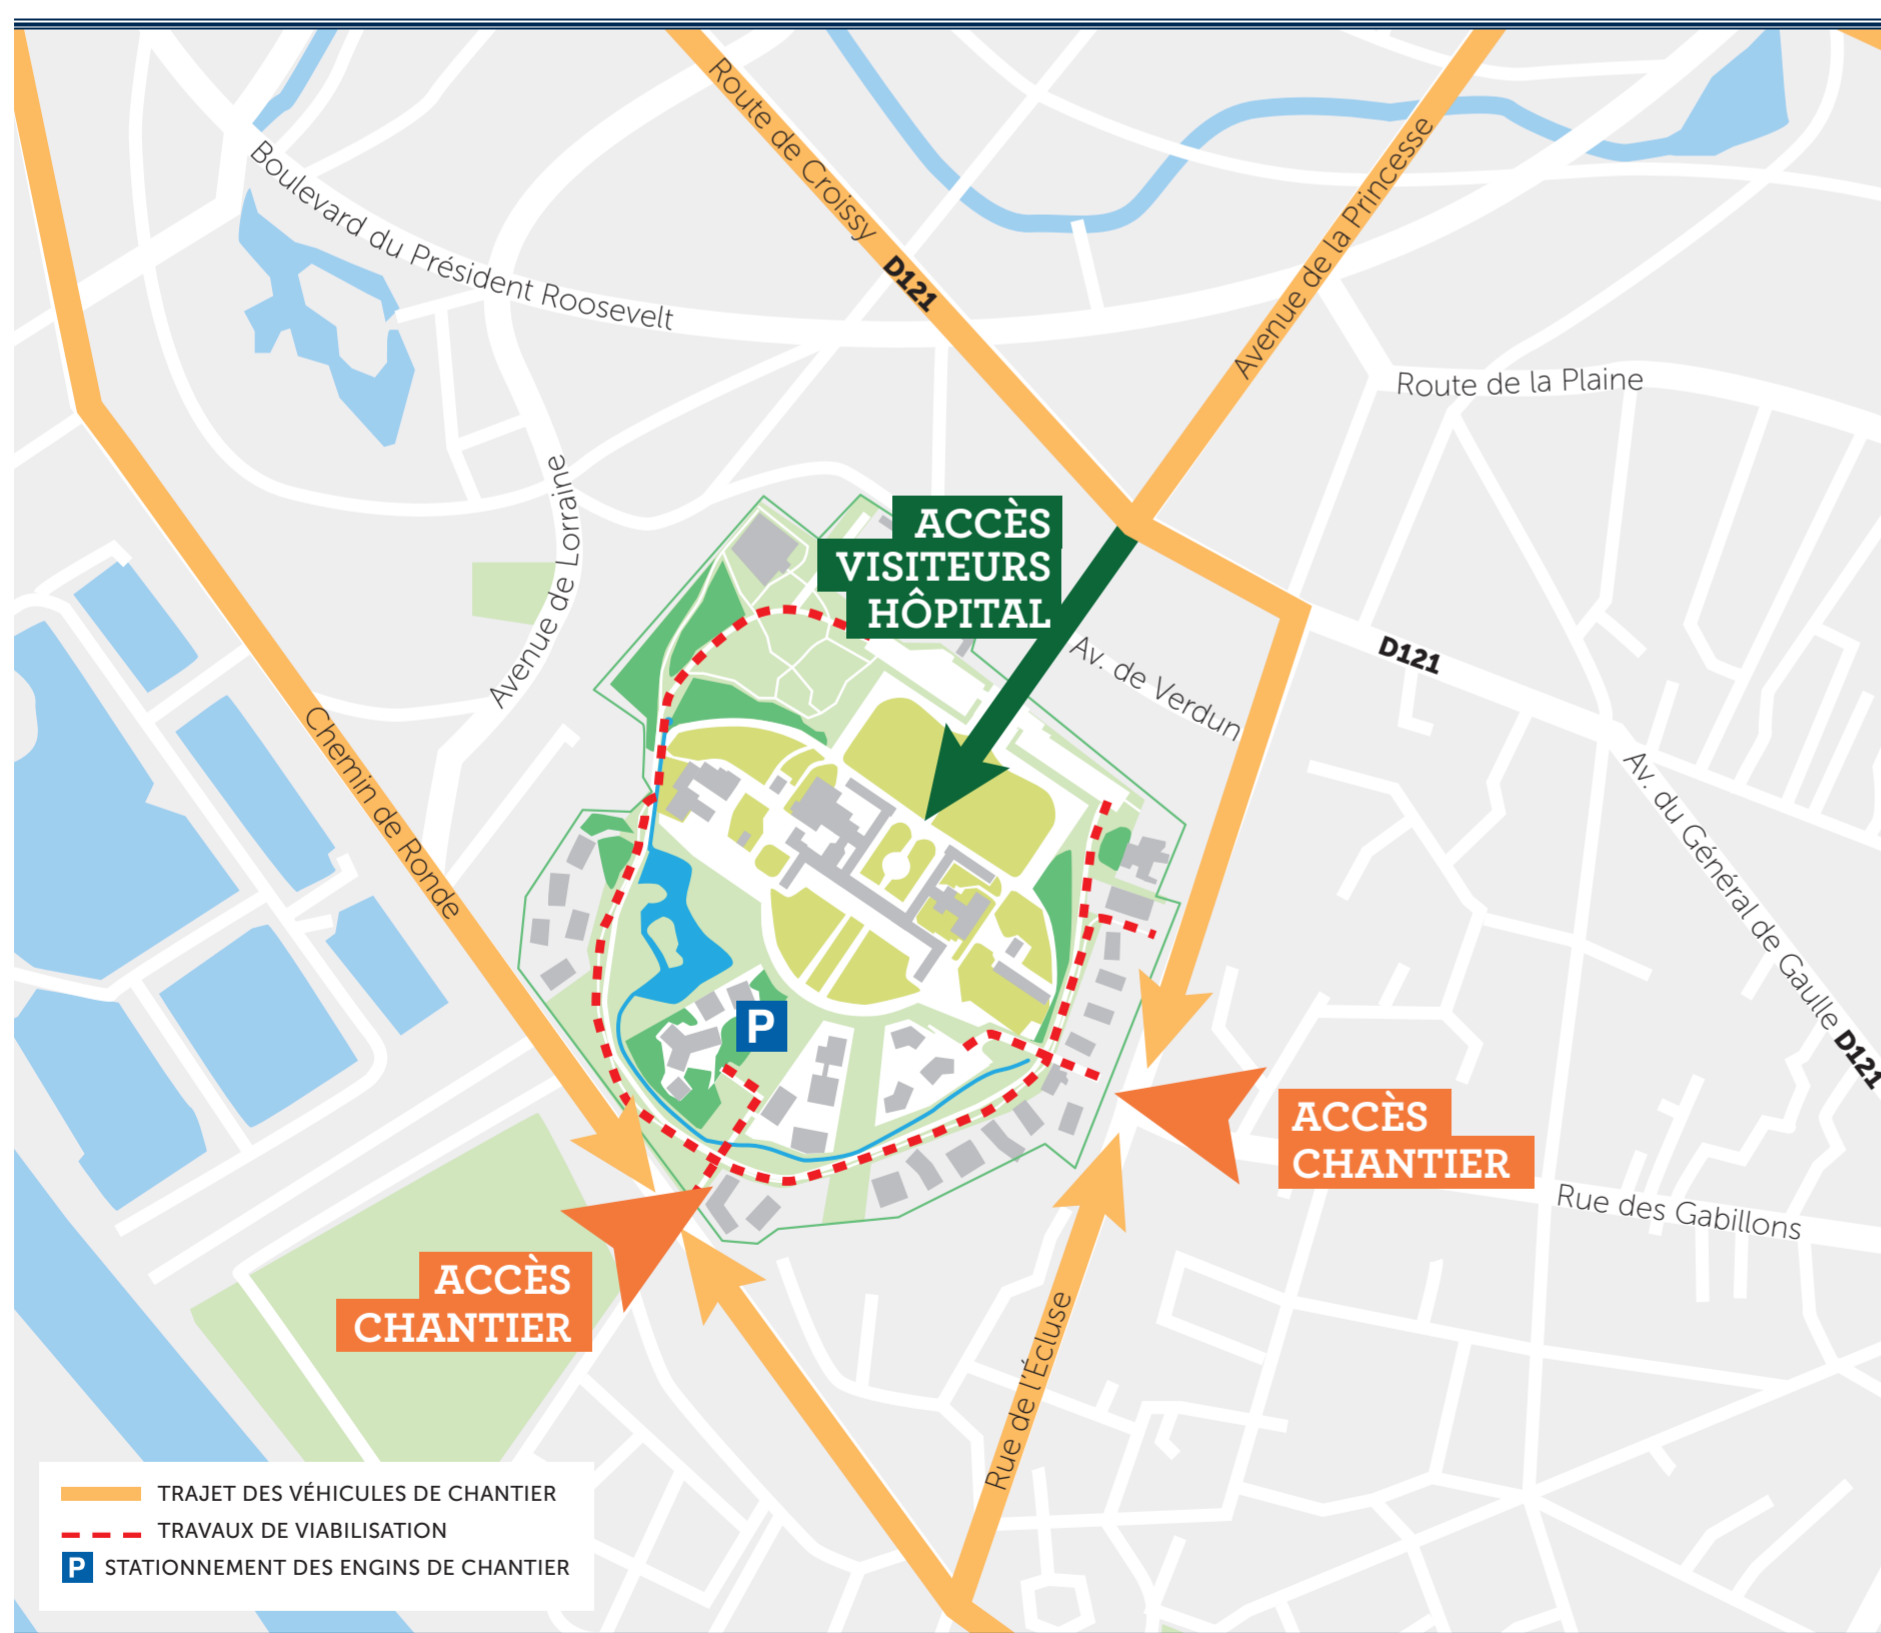 Route de Croissy
D121
Avenue de la Princesse
Boulevard du Président Roosevelt
Route de la Plaine
Avenue de Lorraine
ACCÈS
VISITEURS
HÔPITAL
Av. de Verdun
D121
Chemin de Ronde
Av. du Général de Gaulle D121
P
ACCÈS
CHANTIER
Rue des Gabillons
ACCÈS
CHANTIER
Rue de l'Écluse
TRAJET DES VÉHICULES DE CHANTIER
TRAVAUX DE VIABILISATION
P STATIONNEMENT DES ENGINS DE CHANTIER